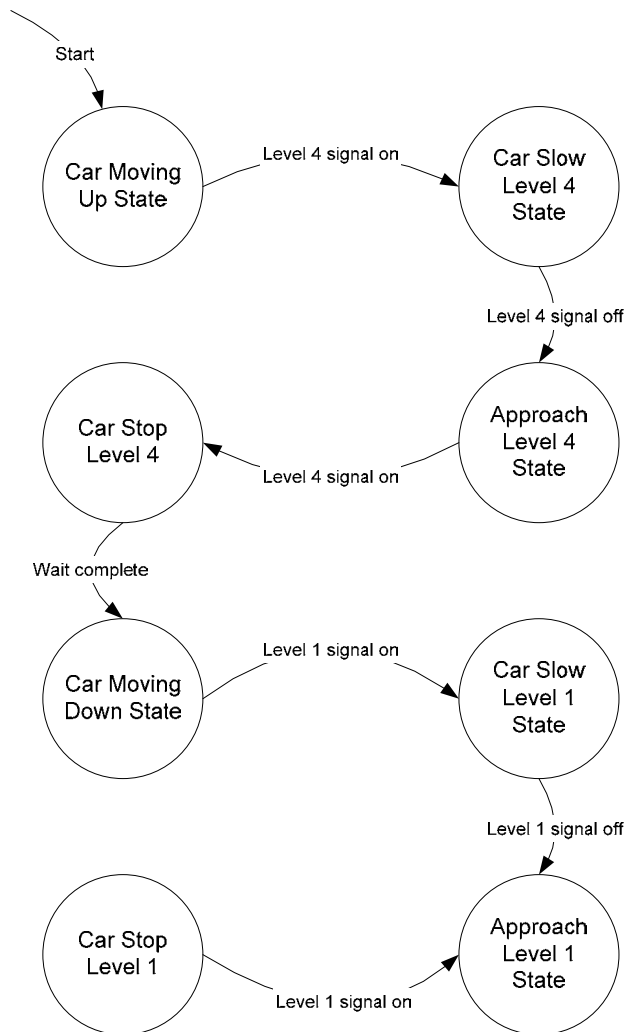 Start
Car Moving
Up State
Level 4 signal on
Car Slow
Level 4
State
Level 4 signal off
Approach
Level 4
State
Level 4 signal on
Car Stop
Level 4
Wait complete
Car Moving
Down State
Level 1 signal on
Car Slow
Level 1
State
Level 1 signal off
Approach
Level 1
State
Level 1 signal on
Car Stop
Level 1